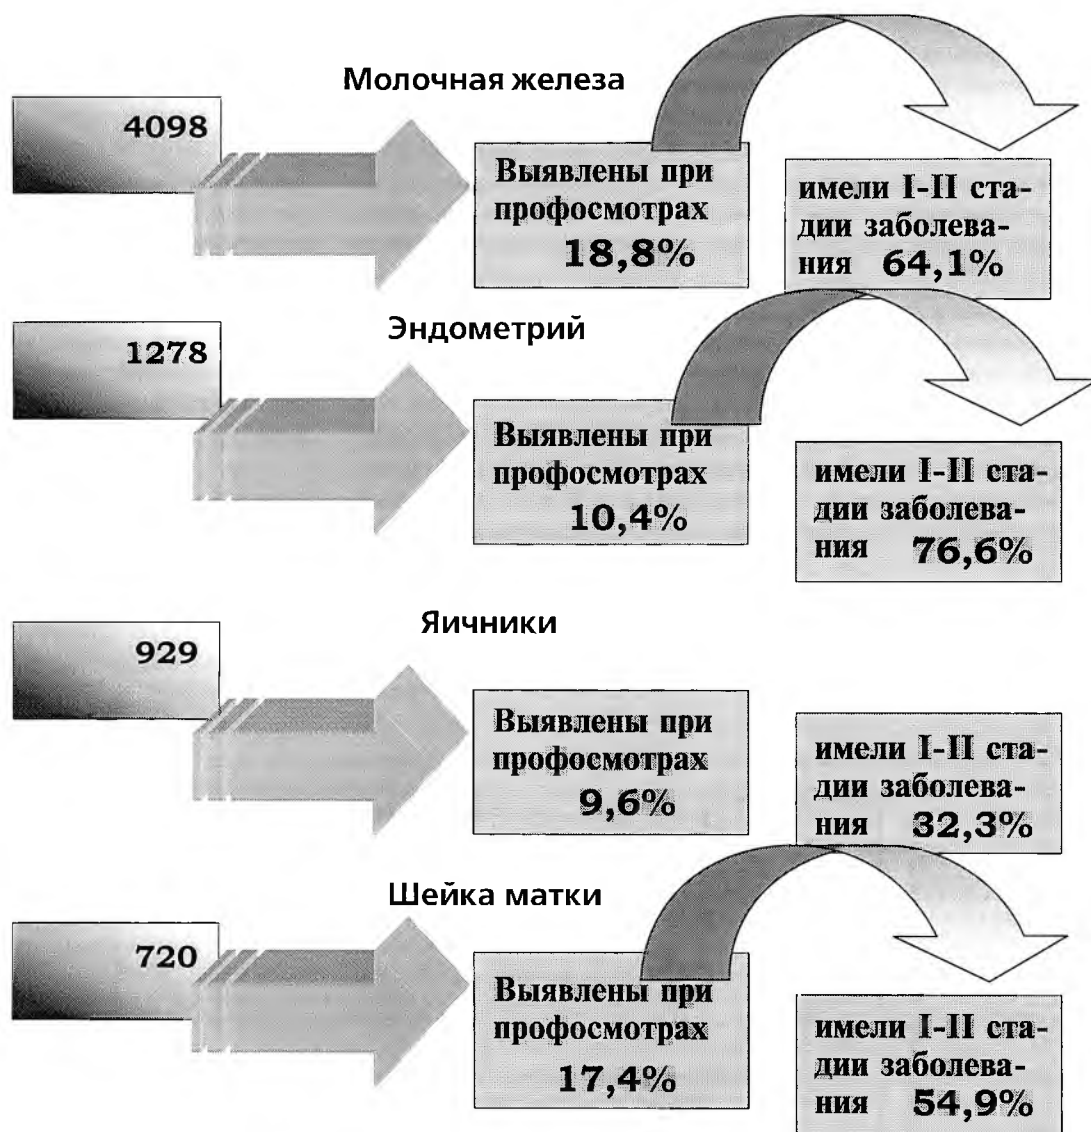 Молочная железа
4098
Выявлены при
профосмотрах
18,8%
имели I-II ста-
дии заболева-
ния 64,1%
Эндометрий
1278
Выявлены при
профосмотрах
10,4%
имели I-II ста-
дии заболева-
ния 76,6%
Яичники
929
Выявлены при
профосмотрах
9,6%
имели I-II ста-
дии заболева-
ния 32,3%
Шейка матки
720
Выявлены при
профосмотрах
17,4%
имели I-II ста-
дии заболева-
ния 54,9%